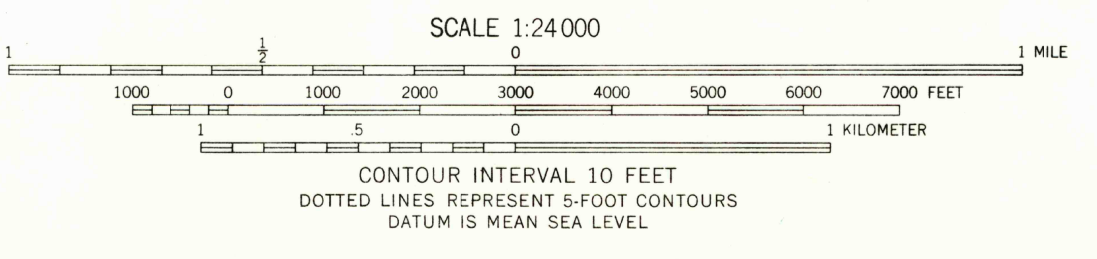 SCALE 1:24 000
1 1/2 0 1 MILE
1000 0 1000 2000 3000 4000 5000 6000 7000 FEET
1 .5 0 1 KILOMETER
CONTOUR INTERVAL 10 FEET
DOTTED LINES REPRESENT 5-FOOT CONTOURS
DATUM IS MEAN SEA LEVEL